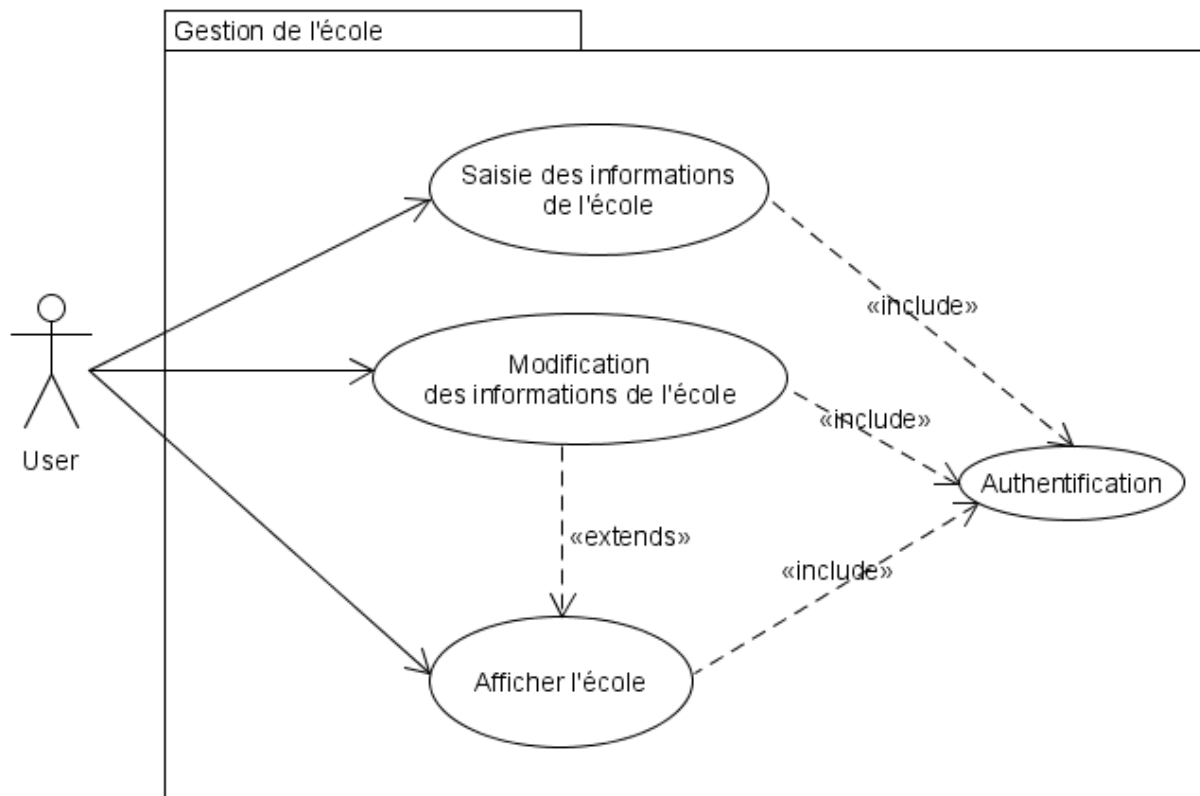 Gestion de l'école
Saisie des informations
de l'école
«include»
Modification
des informations de l'école
«include»
User
Authentification
«extends»
«include»
Afficher l'école